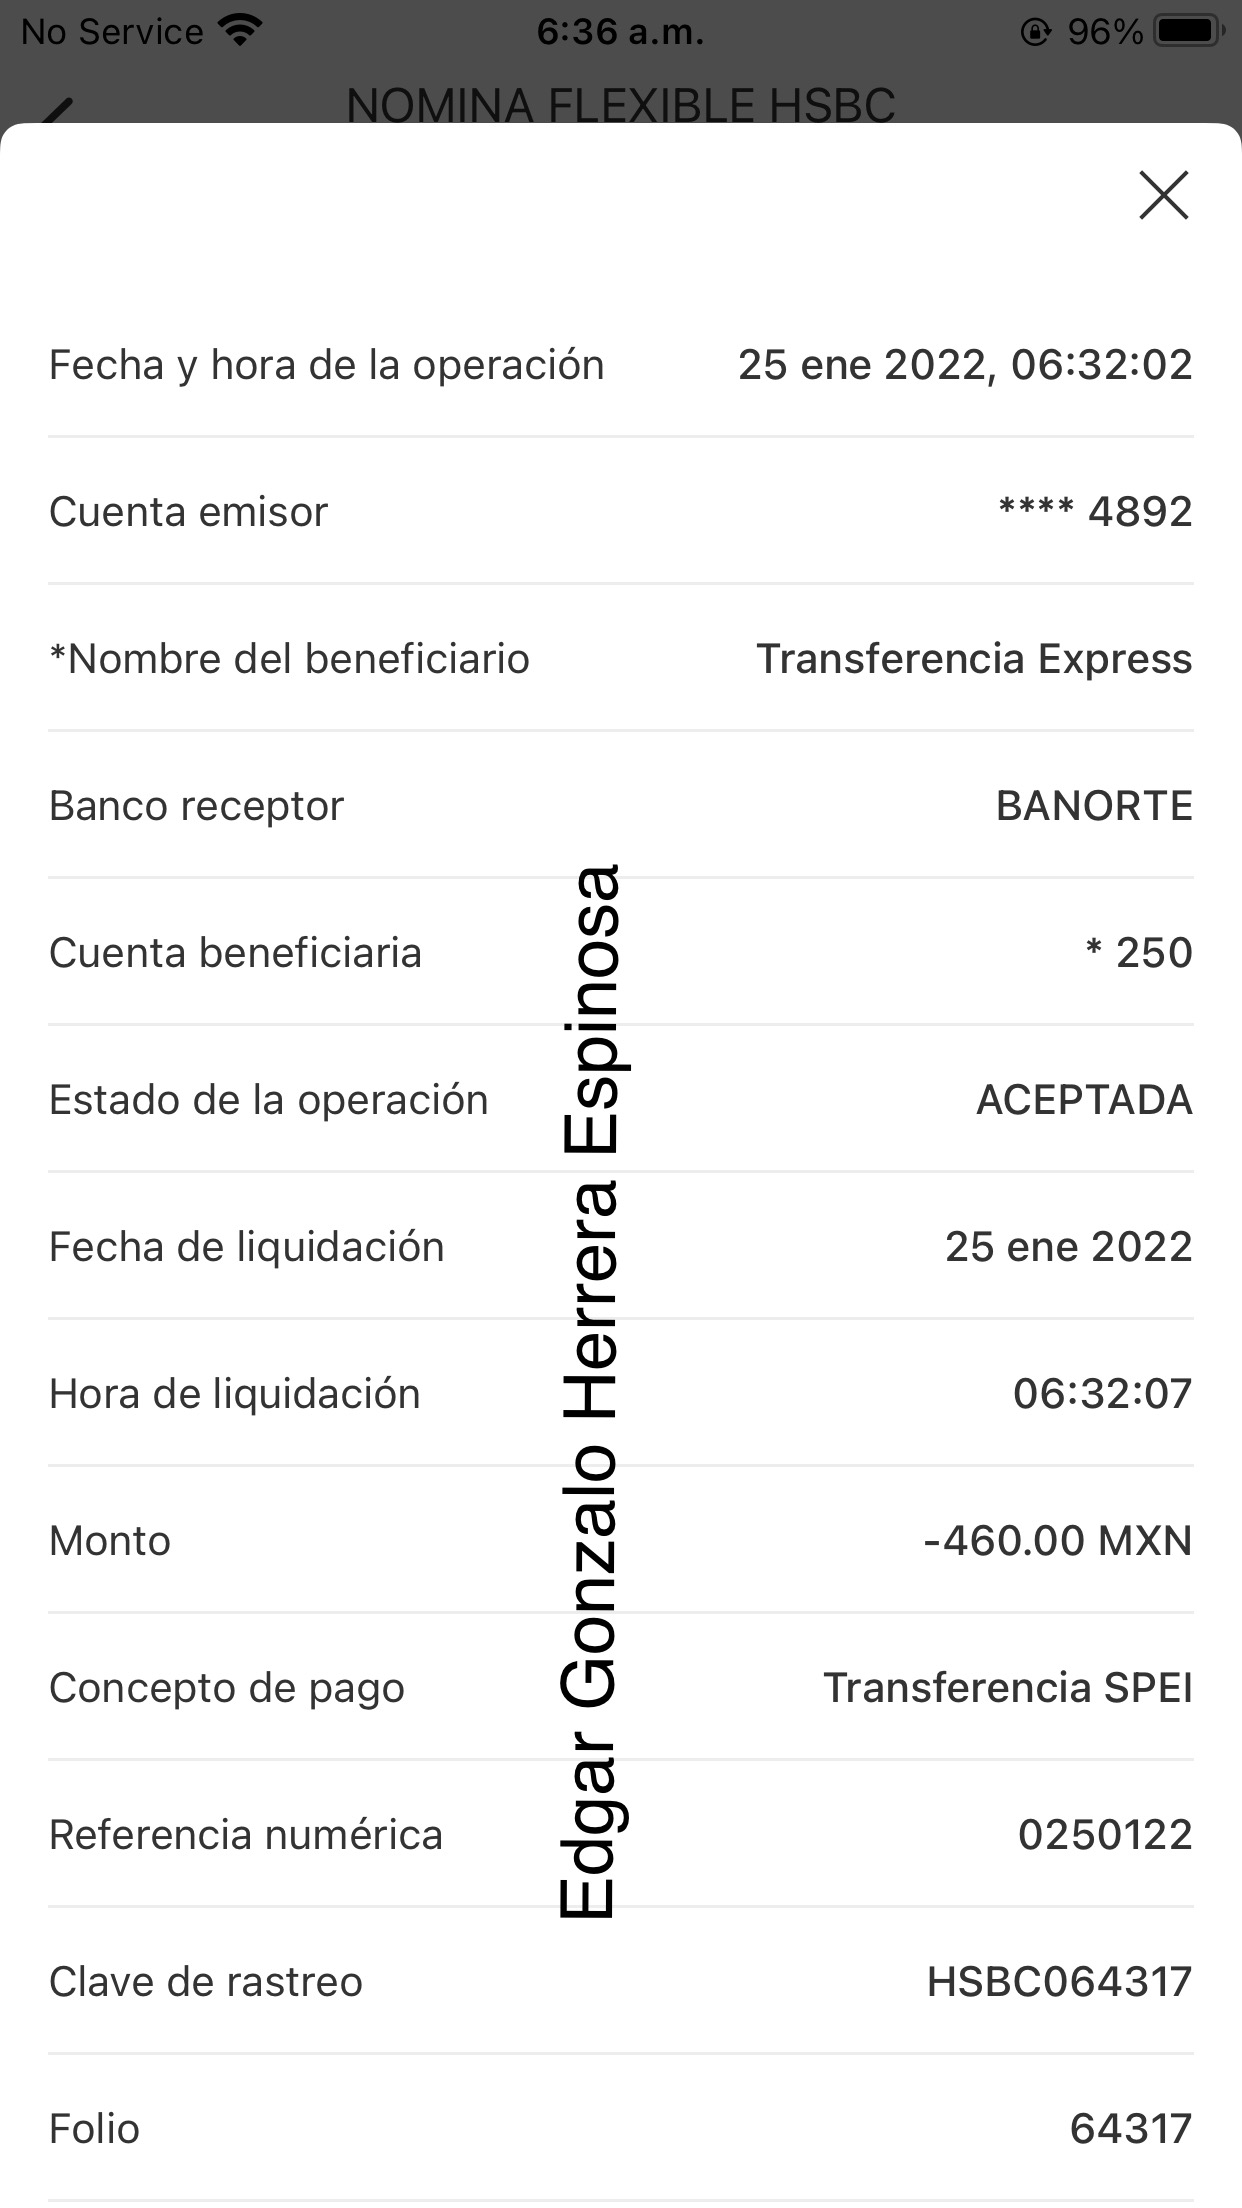 No Service 6:36 a.m. 96%
NOMINA FLEXIBLE HSBC
Fecha y hora de la operación 25 ene 2022, 06:32:02
Cuenta emisor **** 4892
*Nombre del beneficiario Transferencia Express
Banco receptor BANORTE
Cuenta beneficiaria * 250
Estado de la operación ACEPTADA
Fecha de liquidación 25 ene 2022
Hora de liquidación 06:32:07
Monto -460.00 MXN
Concepto de pago Transferencia SPEI
Referencia numérica 0250122
Clave de rastreo HSBC064317
Folio 64317
Edgar Gonzalo Herrera Espinosa